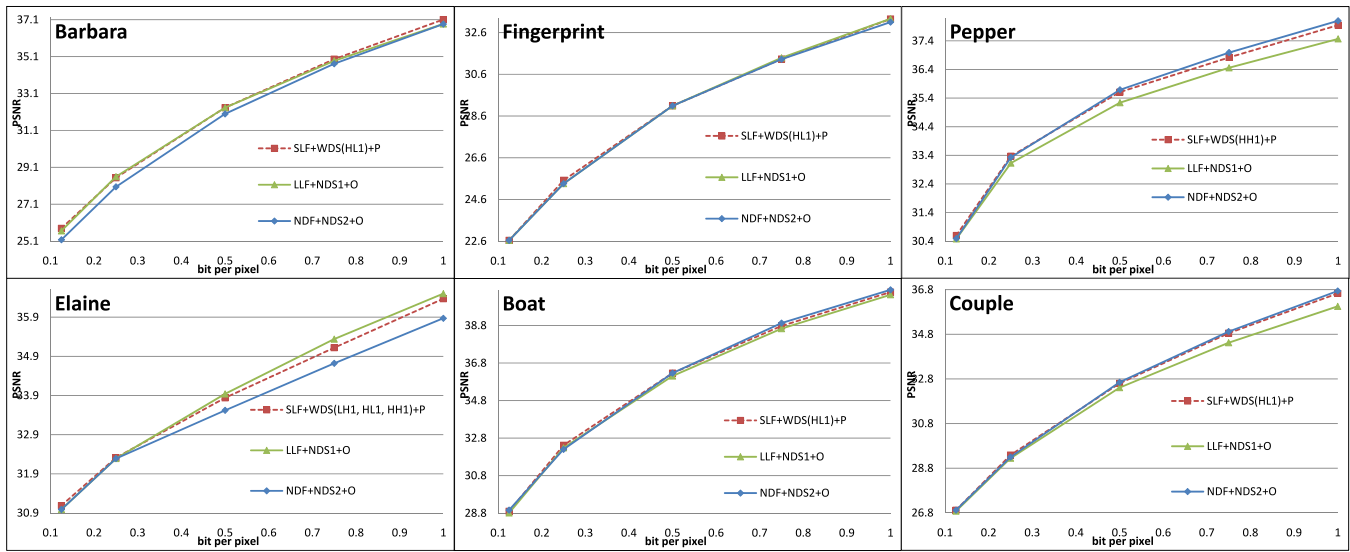 Barbara
37.1
35.1
33.1
31.1
29.1
27.1
25.1
PSNR
SLF+WDS(HL1)+P
LLF+NDS1+O
NDF+NDS2+O
0.1 0.2 0.3 0.4 0.5 0.6 0.7 0.8 0.9 1
bit per pixel
Fingerprint
32.6
30.6
28.6
26.6
24.6
22.6
PSNR
SLF+WDS(HL1)+P
LLF+NDS1+O
NDF+NDS2+O
0.1 0.2 0.3 0.4 0.5 0.6 0.7 0.8 0.9 1
bit per pixel
Pepper
37.4
36.4
35.4
34.4
33.4
32.4
31.4
30.4
PSNR
SLF+WDS(HH1)+P
LLF+NDS1+O
NDF+NDS2+O
0.1 0.2 0.3 0.4 0.5 0.6 0.7 0.8 0.9 1
bit per pixel
Elaine
35.9
34.9
33.9
32.9
31.9
30.9
PSNR
SLF+WDS(LH1, HL1, HH1)+P
LLF+NDS1+O
NDF+NDS2+O
0.1 0.2 0.3 0.4 0.5 0.6 0.7 0.8 0.9 1
bit per pixel
Boat
38.8
36.8
34.8
32.8
30.8
28.8
PSNR
SLF+WDS(HL1)+P
LLF+NDS1+O
NDF+NDS2+O
0.1 0.2 0.3 0.4 0.5 0.6 0.7 0.8 0.9 1
bit per pixel
Couple
36.8
34.8
32.8
30.8
28.8
26.8
PSNR
SLF+WDS(HL1)+P
LLF+NDS1+O
NDF+NDS2+O
0.1 0.2 0.3 0.4 0.5 0.6 0.7 0.8 0.9 1
bit per pixel